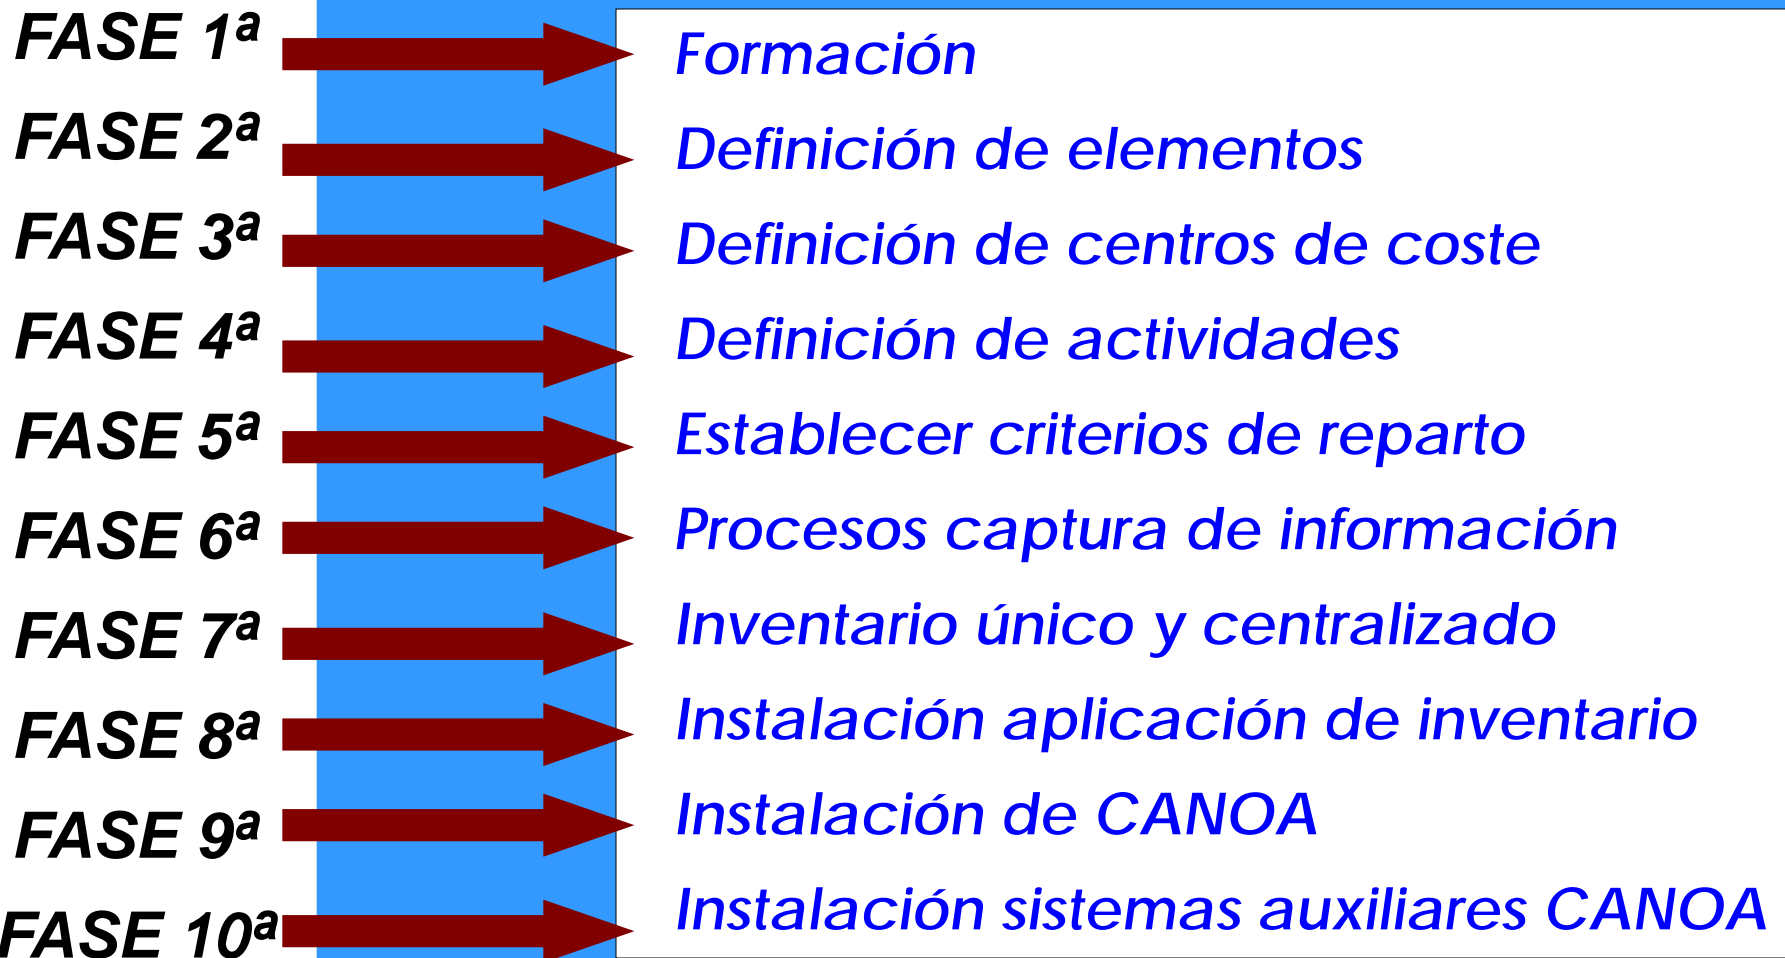 FASE 1ª Formación
FASE 2ª Definición de elementos
FASE 3ª Definición de centros de coste
FASE 4ª Definición de actividades
FASE 5ª Establecer criterios de reparto
FASE 6ª Procesos captura de información
FASE 7ª Inventario único y centralizado
FASE 8ª Instalación aplicación de inventario
FASE 9ª Instalación de CANOA
FASE 10ª Instalación sistemas auxiliares CANOA